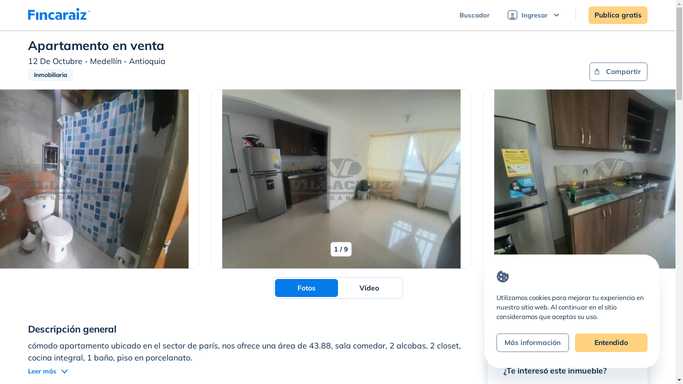 Fincaraiz
Buscador
Ingresar
Publica gratis
Apartamento en venta
12 De Octubre - Medellín - Antioquia
Inmobiliaria
Compartir
VILLACRUZ
1 / 9
Fotos
Video
Descripción general
cómodo apartamento ubicado en el sector de parís, nos ofrece una área de 43.88, sala comedor, 2 alcobas, 2 closet,
cocina integral, 1 baño, piso en porcelanato.
Leer más
Utilizamos cookies para mejorar tu experiencia en
nuestro sitio web. Al continuar en el sitio
consideramos que aceptas su uso.
Más información
Entendido
¿Te interesó este inmueble?